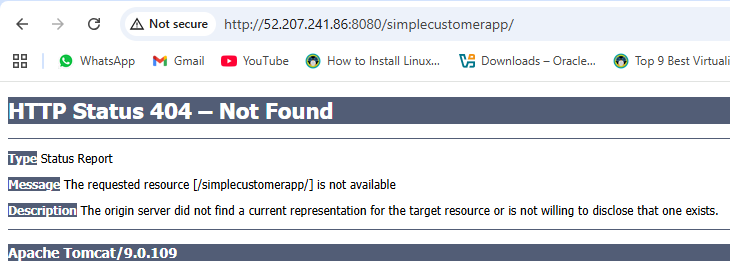 Not secure http://52.207.241.86:8080/simplecustomerapp/
WhatsApp Gmail YouTube How to Install Linux... Downloads – Oracle... Top 9 Best Virtuali
HTTP Status 404 – Not Found
Type Status Report
Message The requested resource [/simplecustomerapp/] is not available
Description The origin server did not find a current representation for the target resource or is not willing to disclose that one exists.
Apache Tomcat/9.0.109